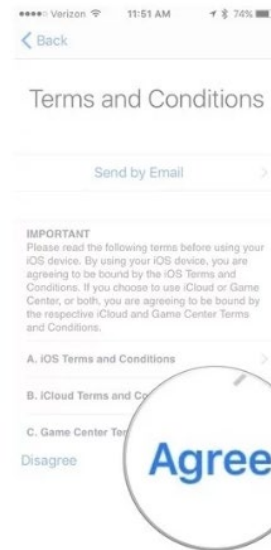 Verizon 11:51 AM 74%
Back
Terms and Conditions
Send by Email
IMPORTANT
Please read the following terms before using your
iOS device. By using your iOS device, you are
agreeing to be bound by the iOS Terms and
Conditions. If you choose to use iCloud or Game
Center, or both, you are agreeing to be bound by
the respective iCloud and Game Center Terms
and Conditions.
A. iOS Terms and Conditions
B. iCloud Terms and Co
C. Game Center Ter
Disagree
Agree